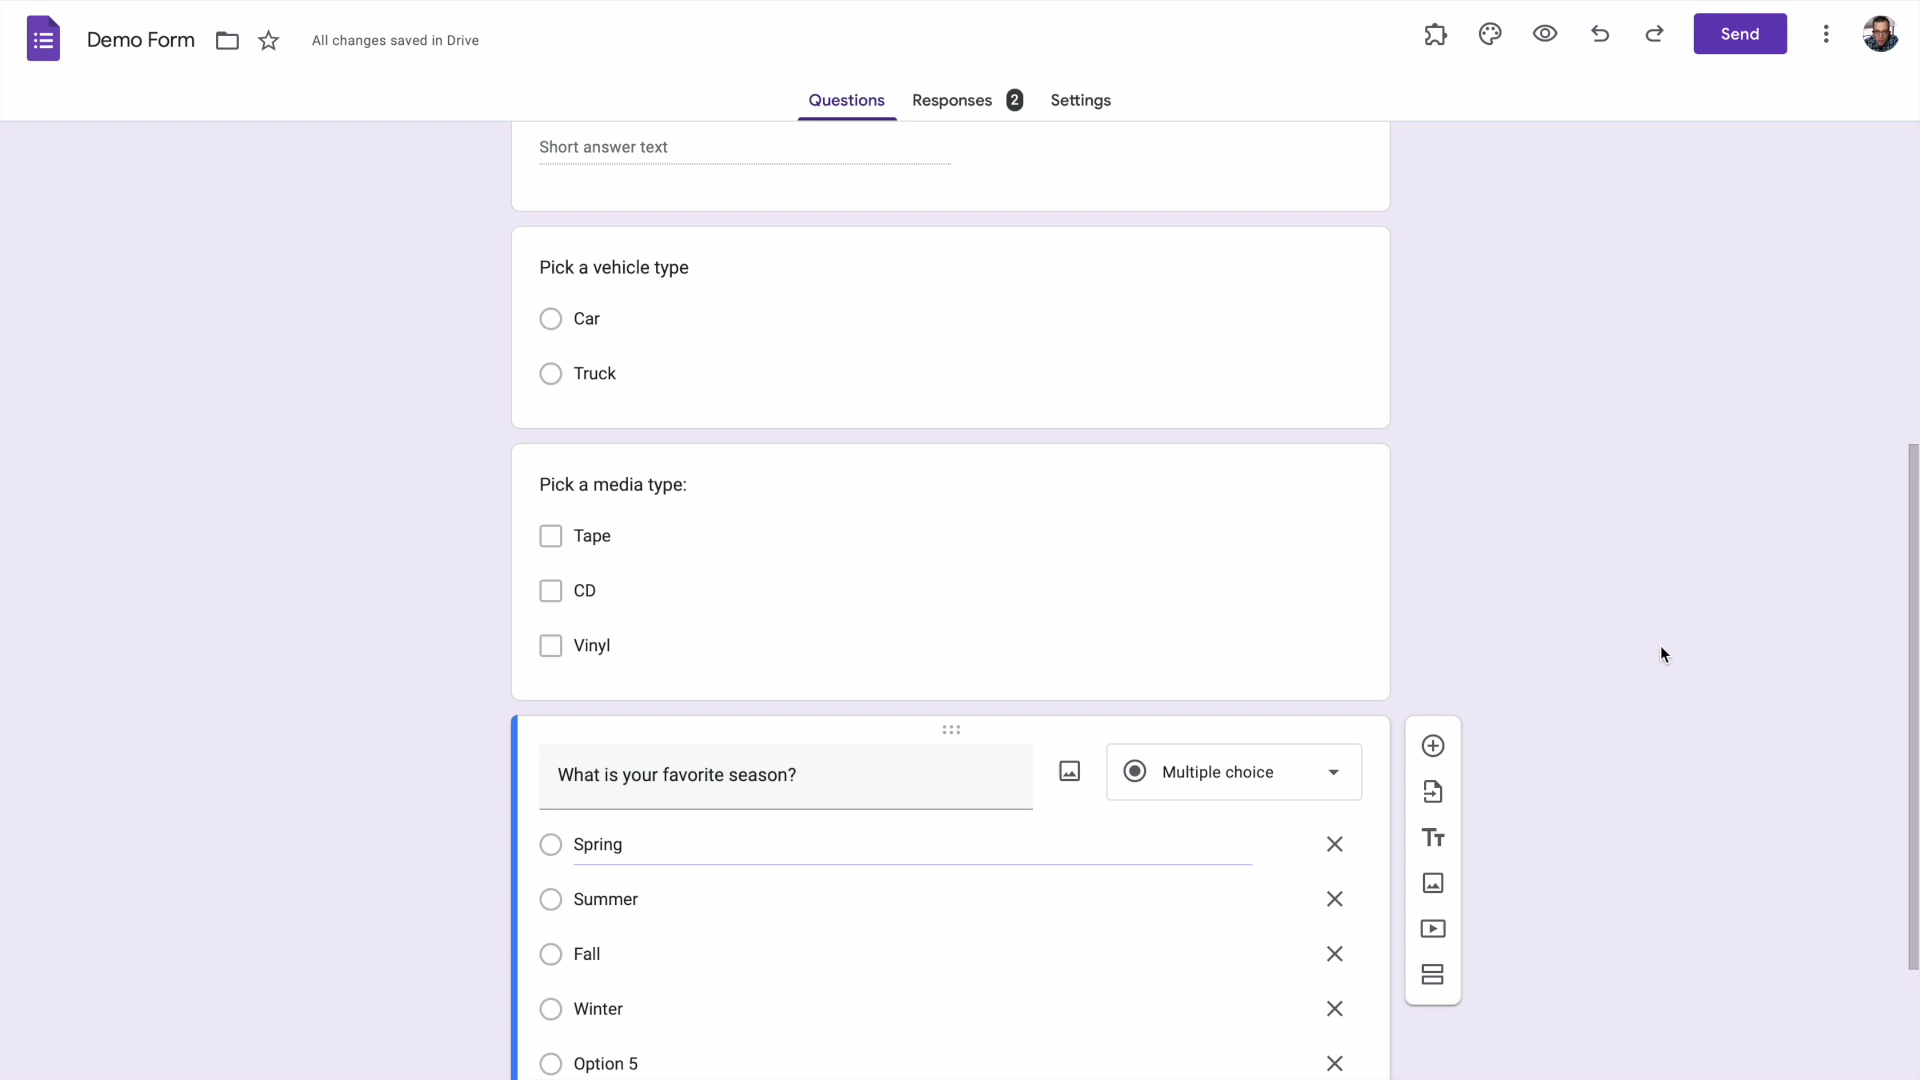 Demo Form
All changes saved in Drive
Send
Questions
Responses 2
Settings
Short answer text
Pick a vehicle type
Car
Truck
Pick a media type:
Tape
CD
Vinyl
What is your favorite season?
Multiple choice
Spring
Summer
Fall
Winter
Option 5
Tт